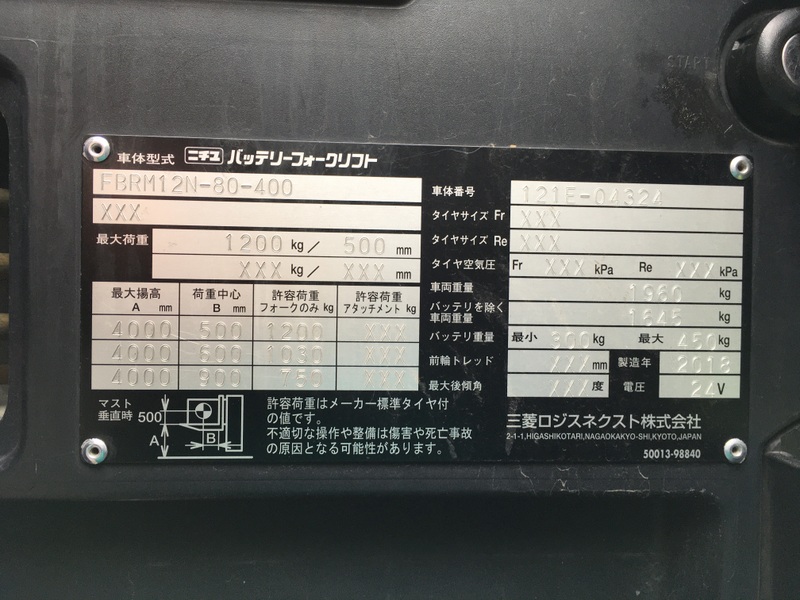 START
車体型式 ニチユ バッテリーフォークリフト
FBRM12N-80-400
XXX
最大荷重 1200 kg／ 500 mm
XXX kg／ XXX mm
最大揚高 A mm 荷重中心 B mm 許容荷重 フォークのみ kg 許容荷重 アタッチメント kg
4000 500 1200 XXX
4000 600 1030 XXX
4000 900 750 XXX
マスト垂直時 500 A B
許容荷重はメーカー標準タイヤ付
の値です。
不適切な操作や整備は傷害や死亡事故
の原因となる可能性があります。
車体番号 121E-04324
タイヤサイズ Fr XXX
タイヤサイズ Re XXX
タイヤ空気圧 Fr XXX kPa Re XXX kPa
車両重量 1960 kg
バッテリを除く
車両重量 1645 kg
バッテリ重量 最小 300 kg 最大 450 kg
前輪トレッド XXX mm 製造年 2018
最大後傾角 XXX 度 電圧 24 V
三菱ロジスネクスト株式会社
2-1-1,HIGASHIKOTARI,NAGAOKAKYO-SHI,KYOTO,JAPAN
50013-98840